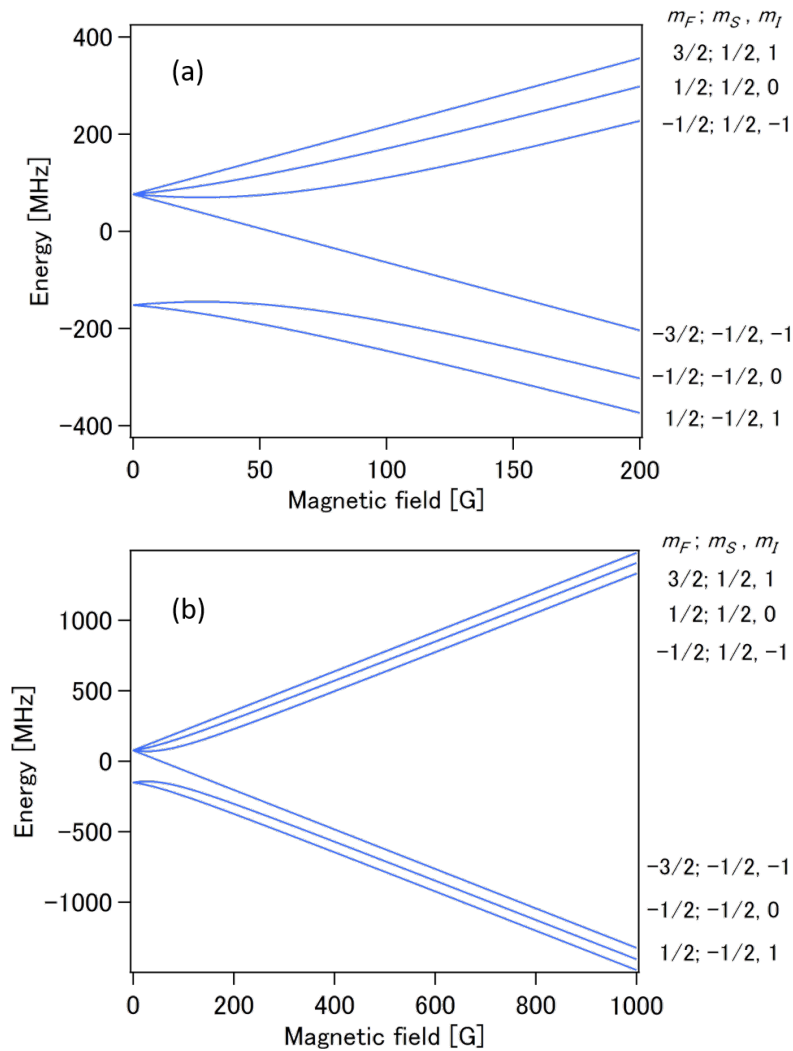 m_F ; m_S , m_I
(a)
400
200
0
−200
−400
Energy [MHz]
3/2; 1/2, 1
1/2; 1/2, 0
−1/2; 1/2, −1
−3/2; −1/2, −1
−1/2; −1/2, 0
1/2; −1/2, 1
0
50
100
150
200
Magnetic field [G]
m_F ; m_S , m_I
(b)
1000
500
0
−500
−1000
Energy [MHz]
3/2; 1/2, 1
1/2; 1/2, 0
−1/2; 1/2, −1
−3/2; −1/2, −1
−1/2; −1/2, 0
1/2; −1/2, 1
0
200
400
600
800
1000
Magnetic field [G]